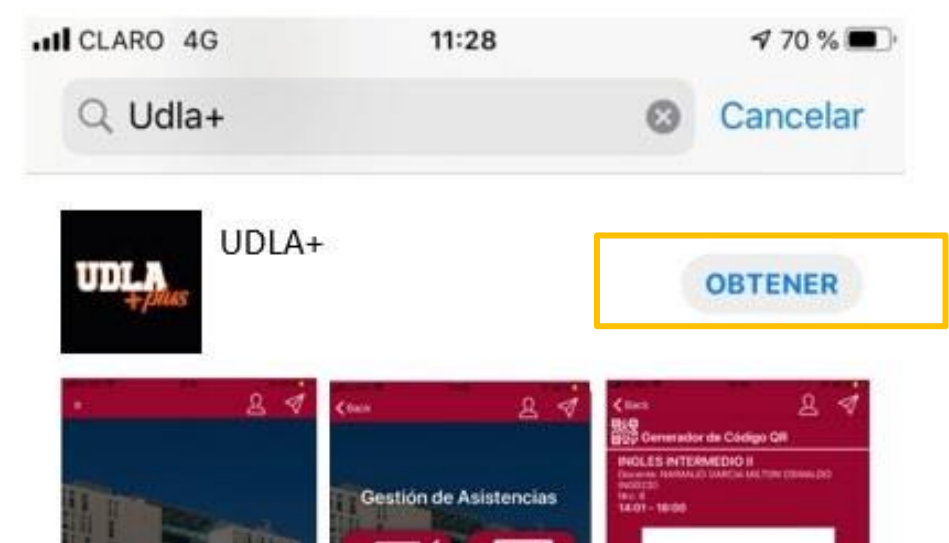 CLARO 4G 11:28 70 %
Udla+ Cancelar
UDLA
+plus
UDLA+
OBTENER
Back
Gestión de Asistencias
Back
Generador de Código QR
INGLES INTERMEDIO II
14:01 - 16:00